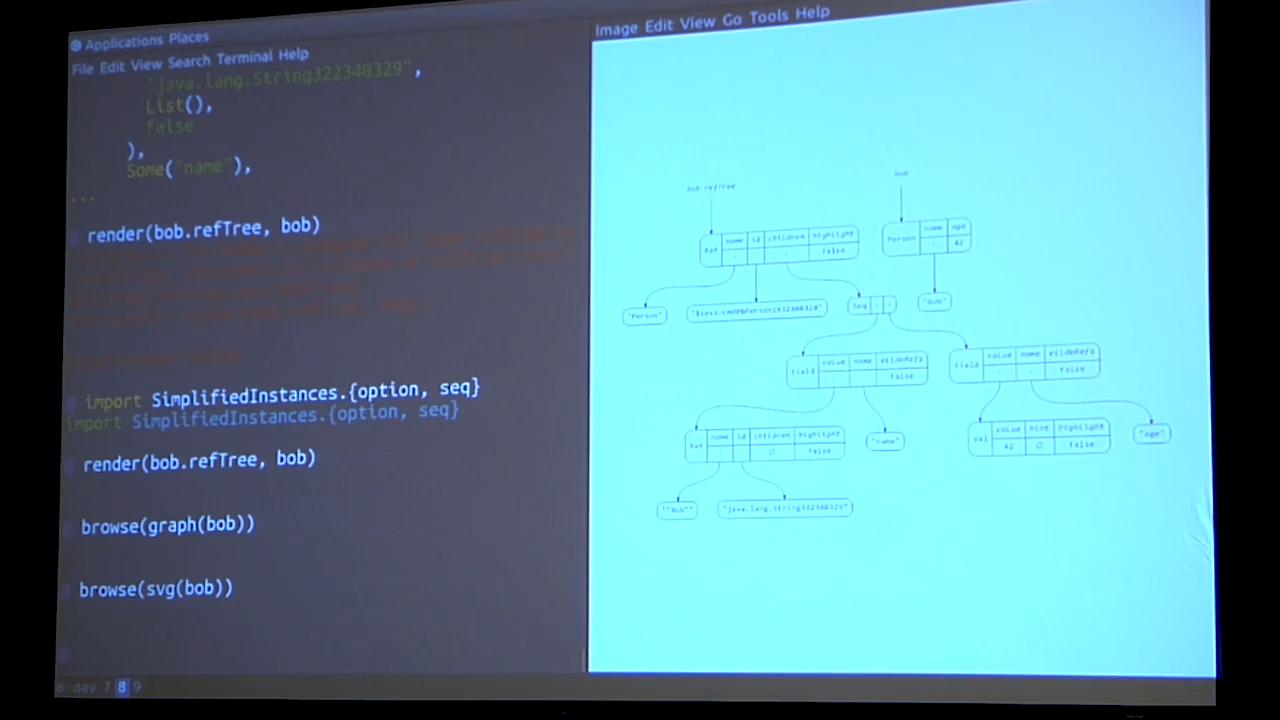 Applications Places
File Edit View Search Terminal Help
"java.lang.String322340329",
List(),
false
),
Some("name"),
...
render(bob.refTree, bob)
import SimplifiedInstances.{option, seq}
import SimplifiedInstances.{option, seq}
render(bob.refTree, bob)
browse(graph(bob))
browse(svg(bob))
6: dev 7 8 9
Image Edit View Go Tools Help
bob.refTree
bob
Ref name id children highlight
false
Person name age
42
"Person"
Seq
"Bob"
Field value name elideRefs
false
Field value name elideRefs
false
Ref name id children highlight
false
"name"
Val value hint highlight
42 ∅ false
"age"
"java.lang.String322340329"